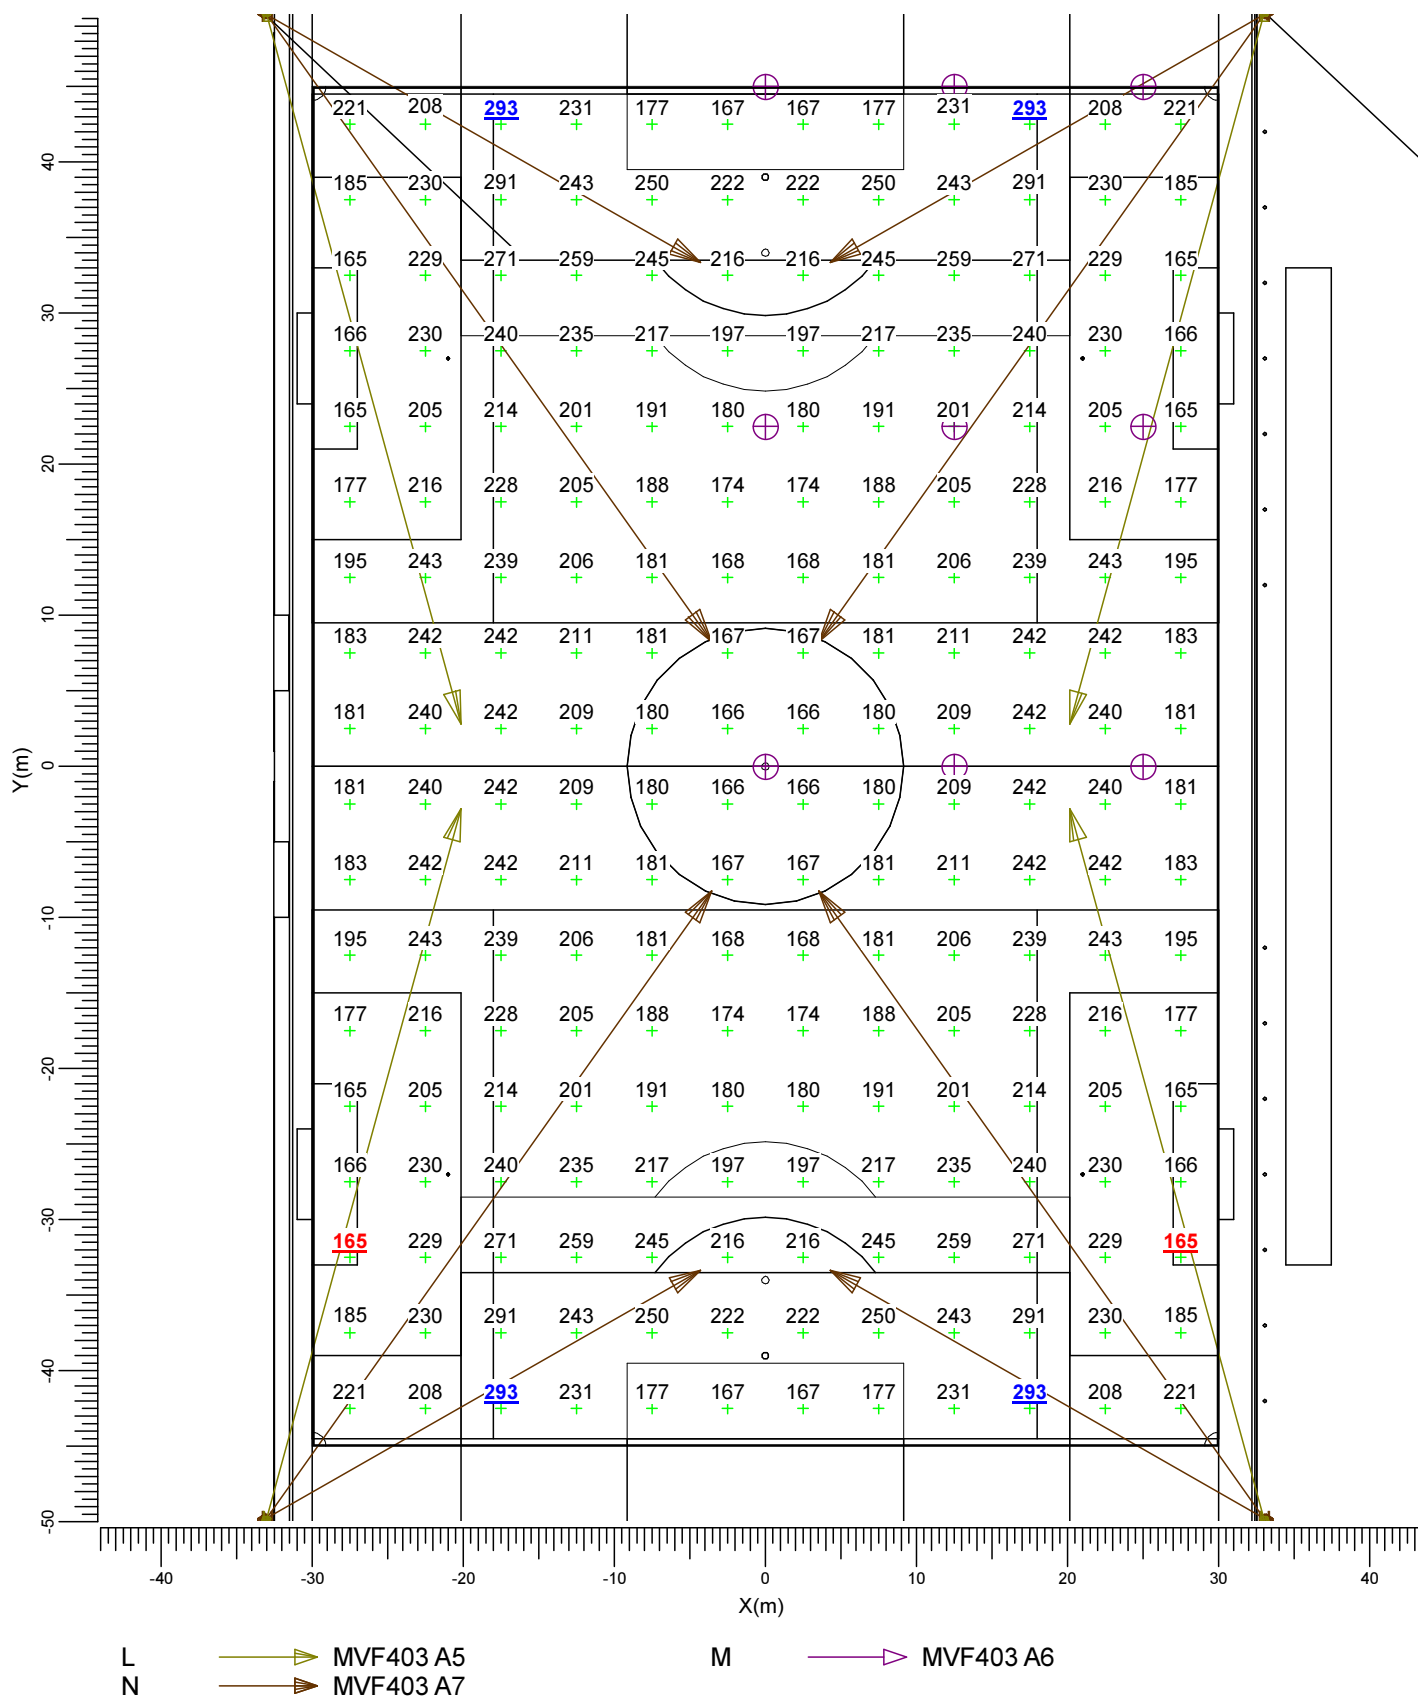 221 208 293 231 177 167 167 177 231 293 208 221
40
185 230 291 243 250 222 222 250 243 291 230 185
165 229 271 259 245 216 216 245 259 271 229 165
30
166 230 240 235 217 197 197 217 235 240 230 166
165 205 214 201 191 180 180 191 201 214 205 165
20
177 216 228 205 188 174 174 188 205 228 216 177
195 243 239 206 181 168 168 181 206 239 243 195
10
183 242 242 211 181 167 167 181 211 242 242 183
181 240 242 209 180 166 166 180 209 242 240 181
Y(m)
0
181 240 242 209 180 166 166 180 209 242 240 181
183 242 242 211 181 167 167 181 211 242 242 183
-10
195 243 239 206 181 168 168 181 206 239 243 195
177 216 228 205 188 174 174 188 205 228 216 177
-20
165 205 214 201 191 180 180 191 201 214 205 165
166 230 240 235 217 197 197 217 235 240 230 166
-30
165 229 271 259 245 216 216 245 259 271 229 165
185 230 291 243 250 222 222 250 243 291 230 185
-40
221 208 293 231 177 167 167 177 231 293 208 221
-50
-40 -30 -20 -10 0 10 20 30 40
X(m)
L MVF403 A5 M MVF403 A6
N MVF403 A7